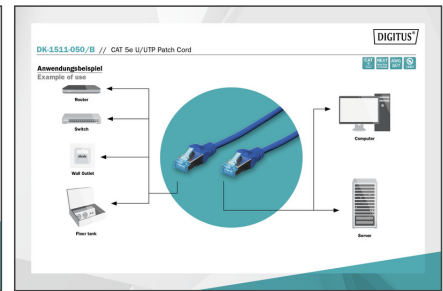 DIGITUS®
DK-1511-050/B // CAT 5e U/UTP Patch Cord
Anwendungsbeispiel
Example of use
Router
Switch
Wall Outlet
Floor tank
Computer
Server